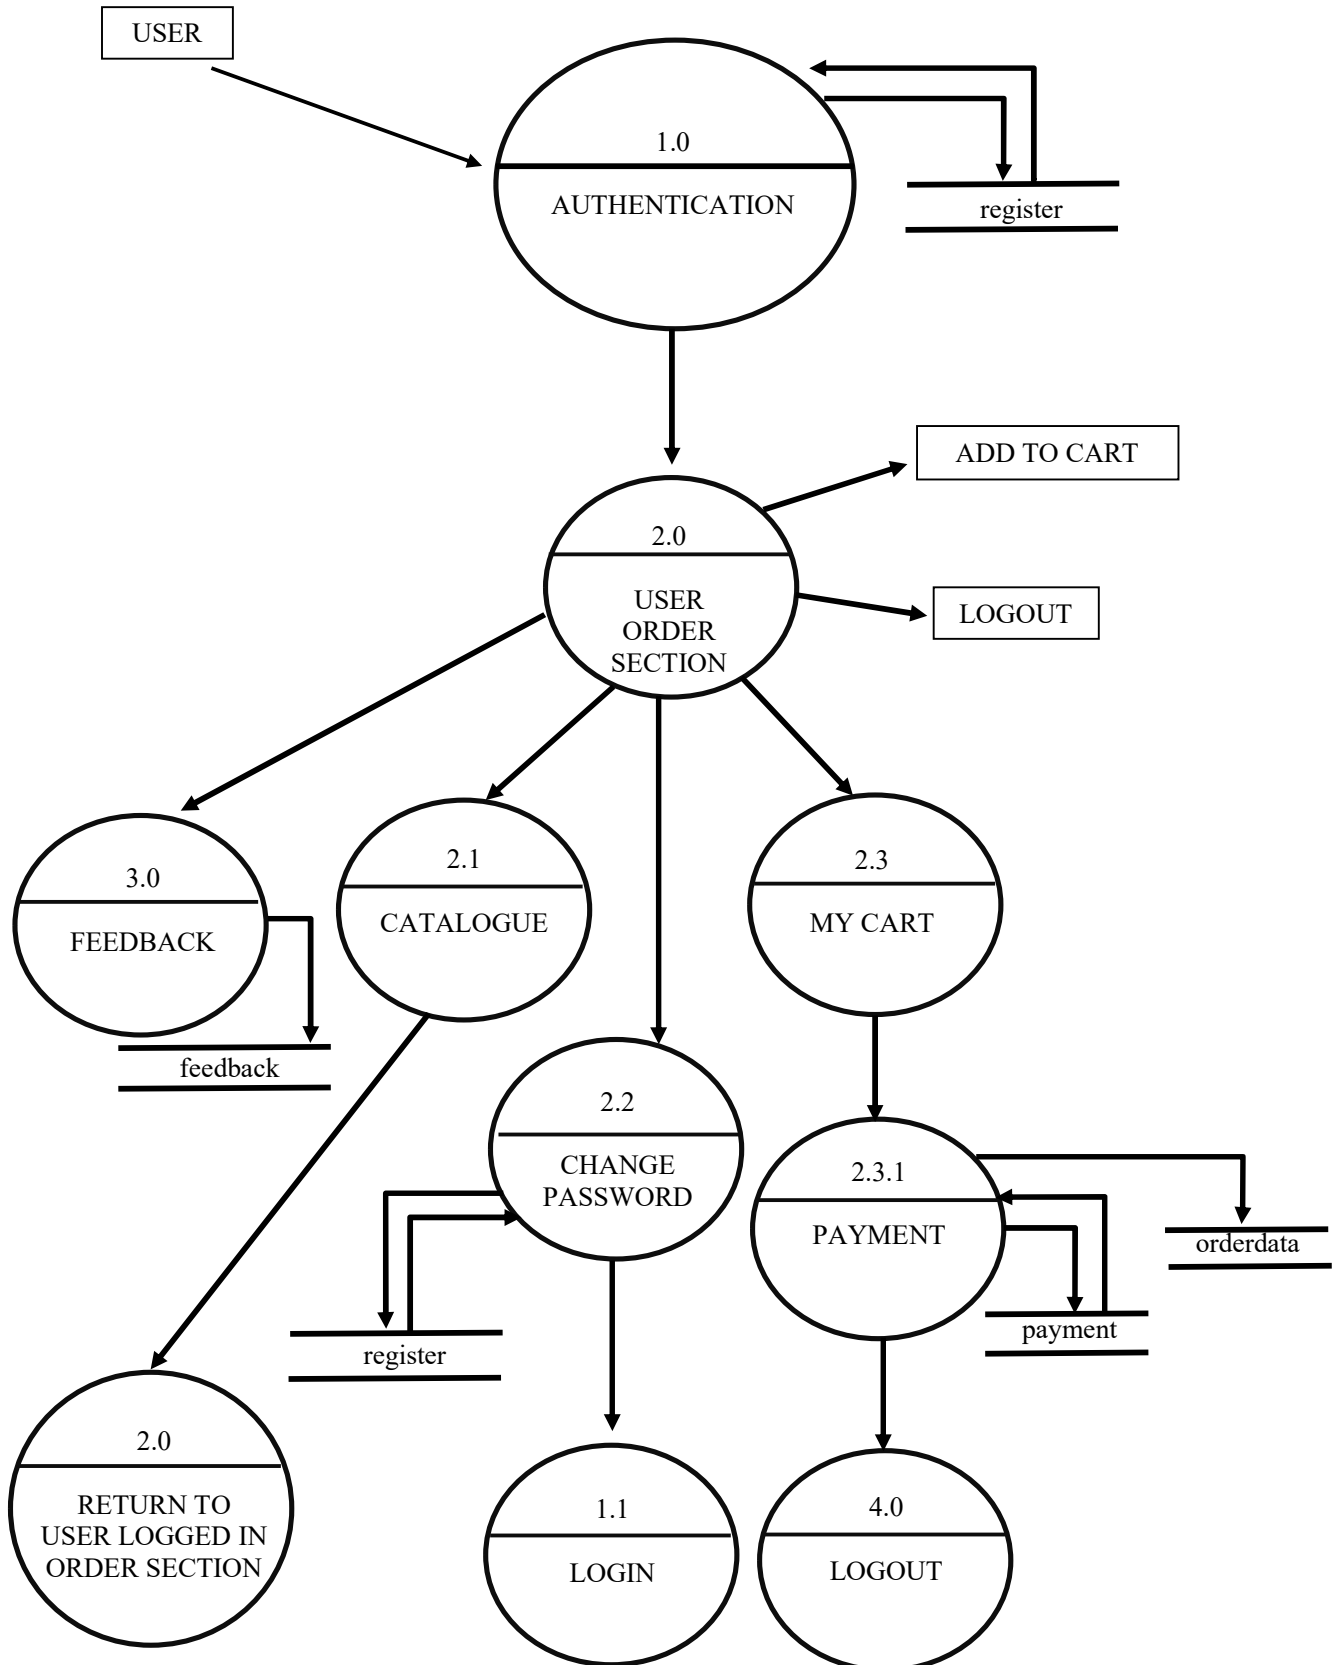 USER
1.0
AUTHENTICATION
register
ADD TO CART
2.0
USER
ORDER
SECTION
LOGOUT
3.0
FEEDBACK
feedback
2.1
CATALOGUE
2.3
MY CART
2.2
CHANGE
PASSWORD
register
2.3.1
PAYMENT
orderdata
payment
2.0
RETURN TO
USER LOGGED IN
ORDER SECTION
1.1
LOGIN
4.0
LOGOUT